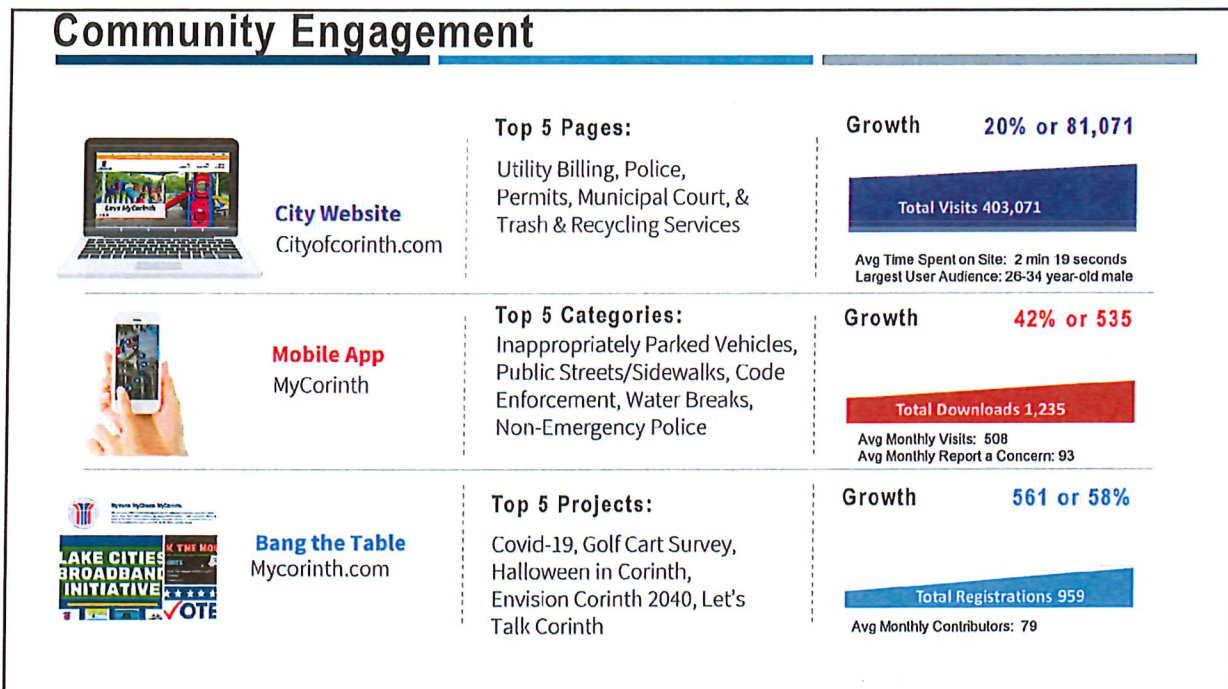 Community Engagement
Love MyCorinth
City Website
Cityofcorinth.com
Top 5 Pages:
Utility Billing, Police,
Permits, Municipal Court, &
Trash & Recycling Services
Growth 20% or 81,071
Total Visits 403,071
Avg Time Spent on Site: 2 min 19 seconds
Largest User Audience: 26-34 year-old male
Mobile App
MyCorinth
Top 5 Categories:
Inappropriately Parked Vehicles,
Public Streets/Sidewalks, Code
Enforcement, Water Breaks,
Non-Emergency Police
Growth 42% or 535
Total Downloads 1,235
Avg Monthly Visits: 508
Avg Monthly Report a Concern: 93
LAKE CITIES
BROADBAND
INITIATIVE
VOTE
Bang the Table
Mycorinth.com
Top 5 Projects:
Covid-19, Golf Cart Survey,
Halloween in Corinth,
Envision Corinth 2040, Let's
Talk Corinth
Growth 561 or 58%
Total Registrations 959
Avg Monthly Contributors: 79